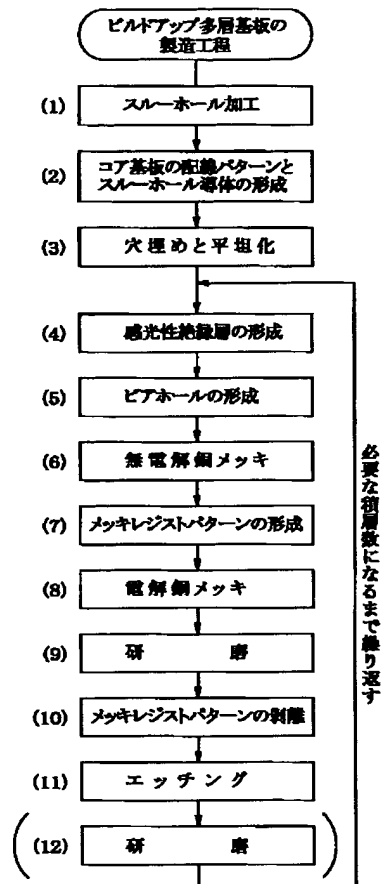 ビルドアップ多層基板の
製造工程
(1) スルーホール加工
(2) コア基板の配線パターンと
スルーホール導体の形成
(3) 穴埋めと平坦化
(4) 感光性絶縁層の形成
(5) ビアホールの形成
(6) 無電解銅メッキ
(7) メッキレジストパターンの形成
(8) 電解銅メッキ
(9) 研磨
(10) メッキレジストパターンの剥離
(11) エッチング
(12) 研磨
必要な積層数になるまで繰り返す